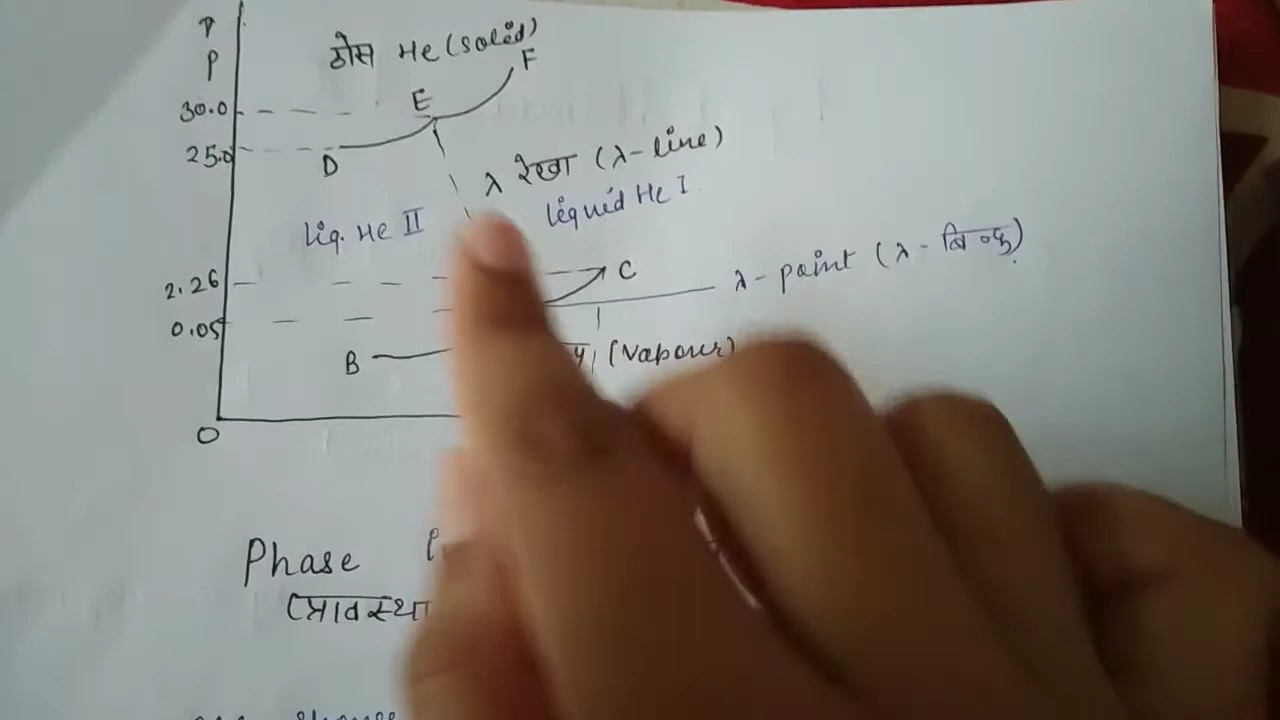 P
ठोस He (solid)
F
30.0
E
25.0
D
λ रेखा (λ-line)
liq. He II
liquid He I
2.26
C
λ-point (λ-बिन्दु)
0.05
B
(Vapour)
O
Phase
(प्रावस्था